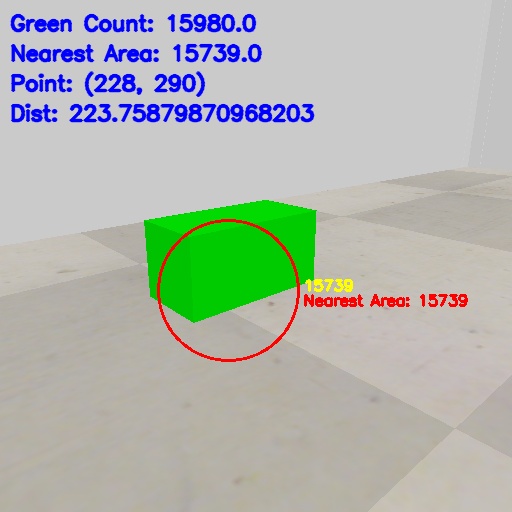 Green Count: 15980.0
Nearest Area: 15739.0
Point: (228, 290)
Dist: 223.75879870968203
15739
Nearest Area: 15739